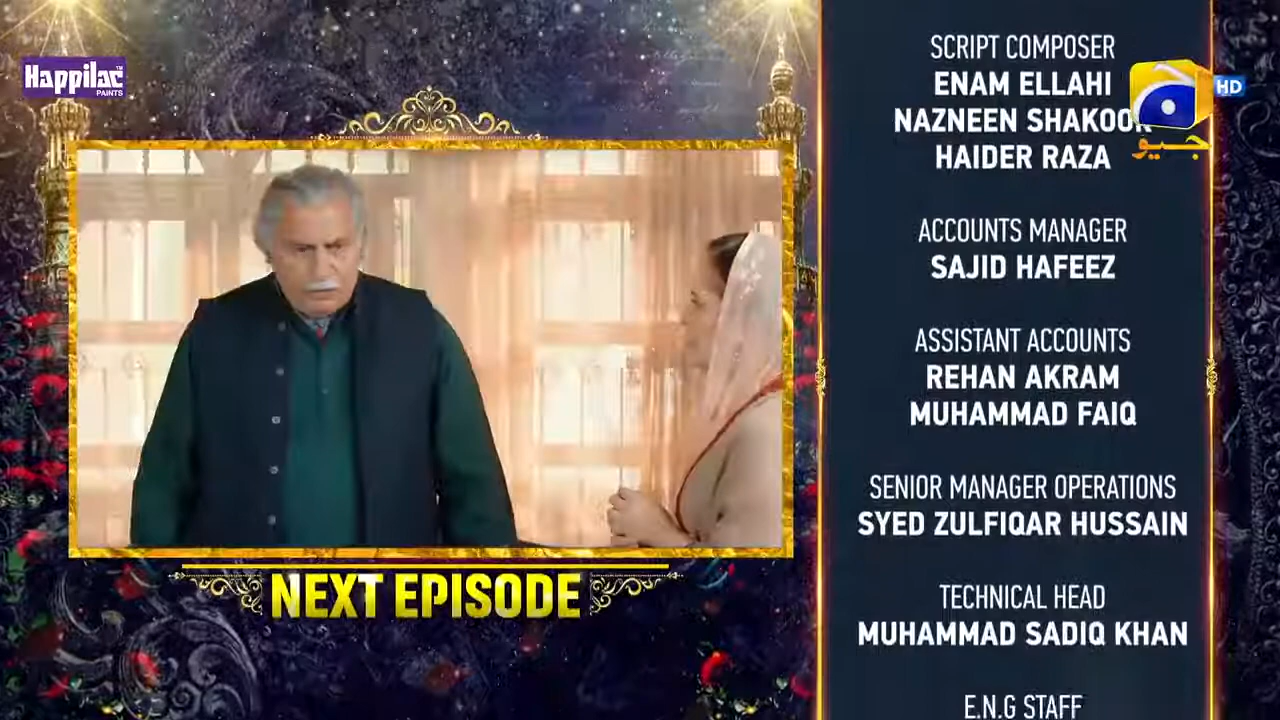 Happilac™
PAINTS
NEXT EPISODE
SCRIPT COMPOSER
ENAM ELLAHI
NAZNEEN SHAKOOR
HAIDER RAZA
ACCOUNTS MANAGER
SAJID HAFEEZ
ASSISTANT ACCOUNTS
REHAN AKRAM
MUHAMMAD FAIQ
SENIOR MANAGER OPERATIONS
SYED ZULFIQAR HUSSAIN
TECHNICAL HEAD
MUHAMMAD SADIQ KHAN
E.N.G STAFF
HD
جیو